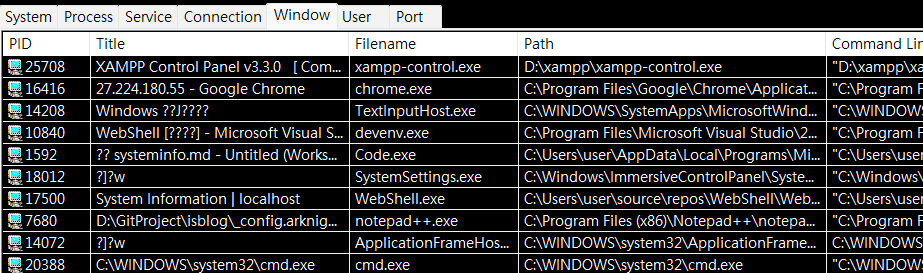 System Process Service Connection Window User Port
PID Title Filename Path Command Lin
25708 XAMPP Control Panel v3.3.0 [ Com... xampp-control.exe D:\xampp\xampp-control.exe "D:\xampp\xa
16416 27.224.180.55 - Google Chrome chrome.exe C:\Program Files\Google\Chrome\Applicat... "C:\Program F
14208 Windows ??J???? TextInputHost.exe C:\WINDOWS\SystemApps\MicrosoftWind... "C:\WINDOWS
10840 WebShell [????] - Microsoft Visual S... devenv.exe C:\Program Files\Microsoft Visual Studio\2... "C:\Program F
1592 ?? systeminfo.md - Untitled (Works... Code.exe C:\Users\user\AppData\Local\Programs\Mi... "C:\Users\user
18012 ?]?w SystemSettings.exe C:\Windows\ImmersiveControlPanel\Syste... "C:\Windows\I
17500 System Information | localhost WebShell.exe C:\Users\user\source\repos\WebShell\Web... "C:\Users\user
7680 D:\GitProject\isblog\_config.arknig... notepad++.exe C:\Program Files (x86)\Notepad++\notepa... "C:\Program F
14072 ?]?w ApplicationFrameHos... C:\WINDOWS\system32\ApplicationFrame... C:\WINDOWS\
20388 C:\WINDOWS\system32\cmd.exe cmd.exe C:\WINDOWS\system32\cmd.exe "C:\WINDOWS